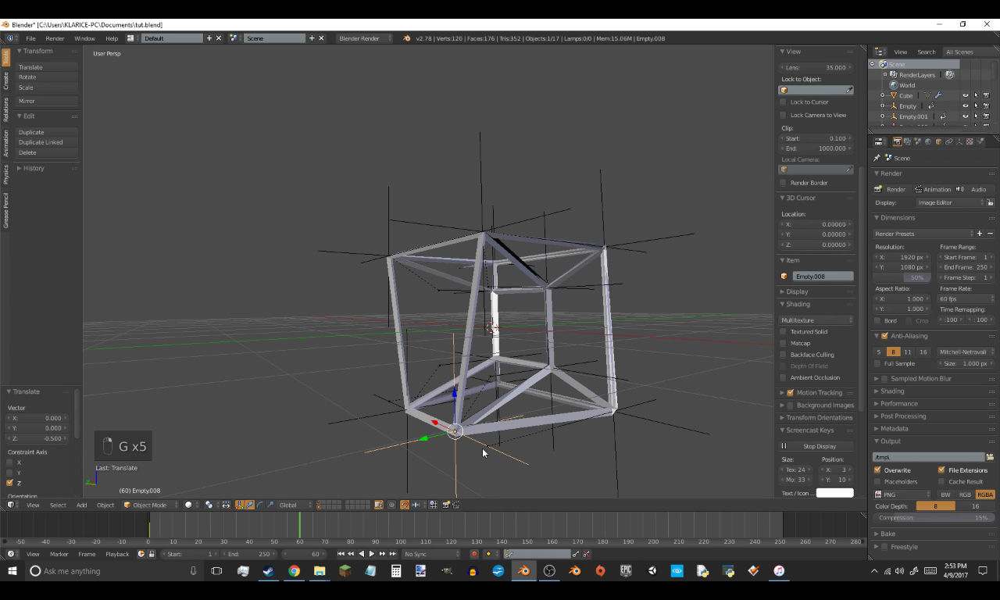 Blender* [C:\Users\KLARICE-PC\Documents\tut.blend]
File Render Window Help Default Scene Blender Render v2.78 | Verts:120 | Faces:176 | Tris:352 | Objects:1/17 | Lamps:0/0 | Mem:15.06M | Empty.008
Tools
Create
Relations
Animation
Physics
Grease Pencil
Transform
Translate
Rotate
Scale
Mirror
Edit
Duplicate
Duplicate Linked
Delete
History
Translate
Vector
X: 0.000
Y: 0.000
Z: -0.500
Constraint Axis
X
Y
Z
Orientation
User Persp
G x5
Last: Translate
(60) Empty.008
View
Lens: 35.000
Lock to Object:
Lock to Cursor
Lock Camera to View
Clip:
Start: 0.100
End: 1000.000
Local Camera:
Render Border
3D Cursor
Location:
X: 0.00000
Y: 0.00000
Z: 0.00000
Item
Empty.008
Display
Shading
Multitexture
Textured Solid
Matcap
Backface Culling
Depth Of Field
Ambient Occlusion
Motion Tracking
Background Images
Transform Orientations
Screencast Keys
Stop Display
Size: Pos:
Tex: 24 X: 3
Mo: 33 Y: 10
Text / Icon ...
View Search All Scenes
Scene
RenderLayers
World
Cube
Empty
Empty.001
Scene
Render
Render Animation Audio
Display: Image Editor
Dimensions
Render Presets
Resolution: Frame Range:
X: 1920 px Start Frame: 1
Y: 1080 px End Frame: 250
50% Frame Step: 1
Aspect Ratio: Frame Rate:
X: 1.000 60 fps
Y: 1.000 Time Remapping:
Bord Crop :100 :100
Anti-Aliasing
5 8 11 16 Mitchell-Netravali
Full Sample Size: 1.000 px
Sampled Motion Blur
Shading
Performance
Post Processing
Metadata
Output
/tmp\
Overwrite File Extensions
Placeholders Cache Result
PNG BW RGB RGBA
Color Depth: 8 16
Compression: 15%
Bake
Freestyle
View Select Add Object Object Mode Global
-50 -40 -30 -20 -10 0 10 20 30 40 50 60 70 80 90 100 110 120 130 140 150 160 170 180 190 200 210 220 230 240 250 260 270 280
View Marker Frame Playback Start: 1 End: 250 60 No Sync
Ask me anything
EPIC
2:53 PM
4/9/2017